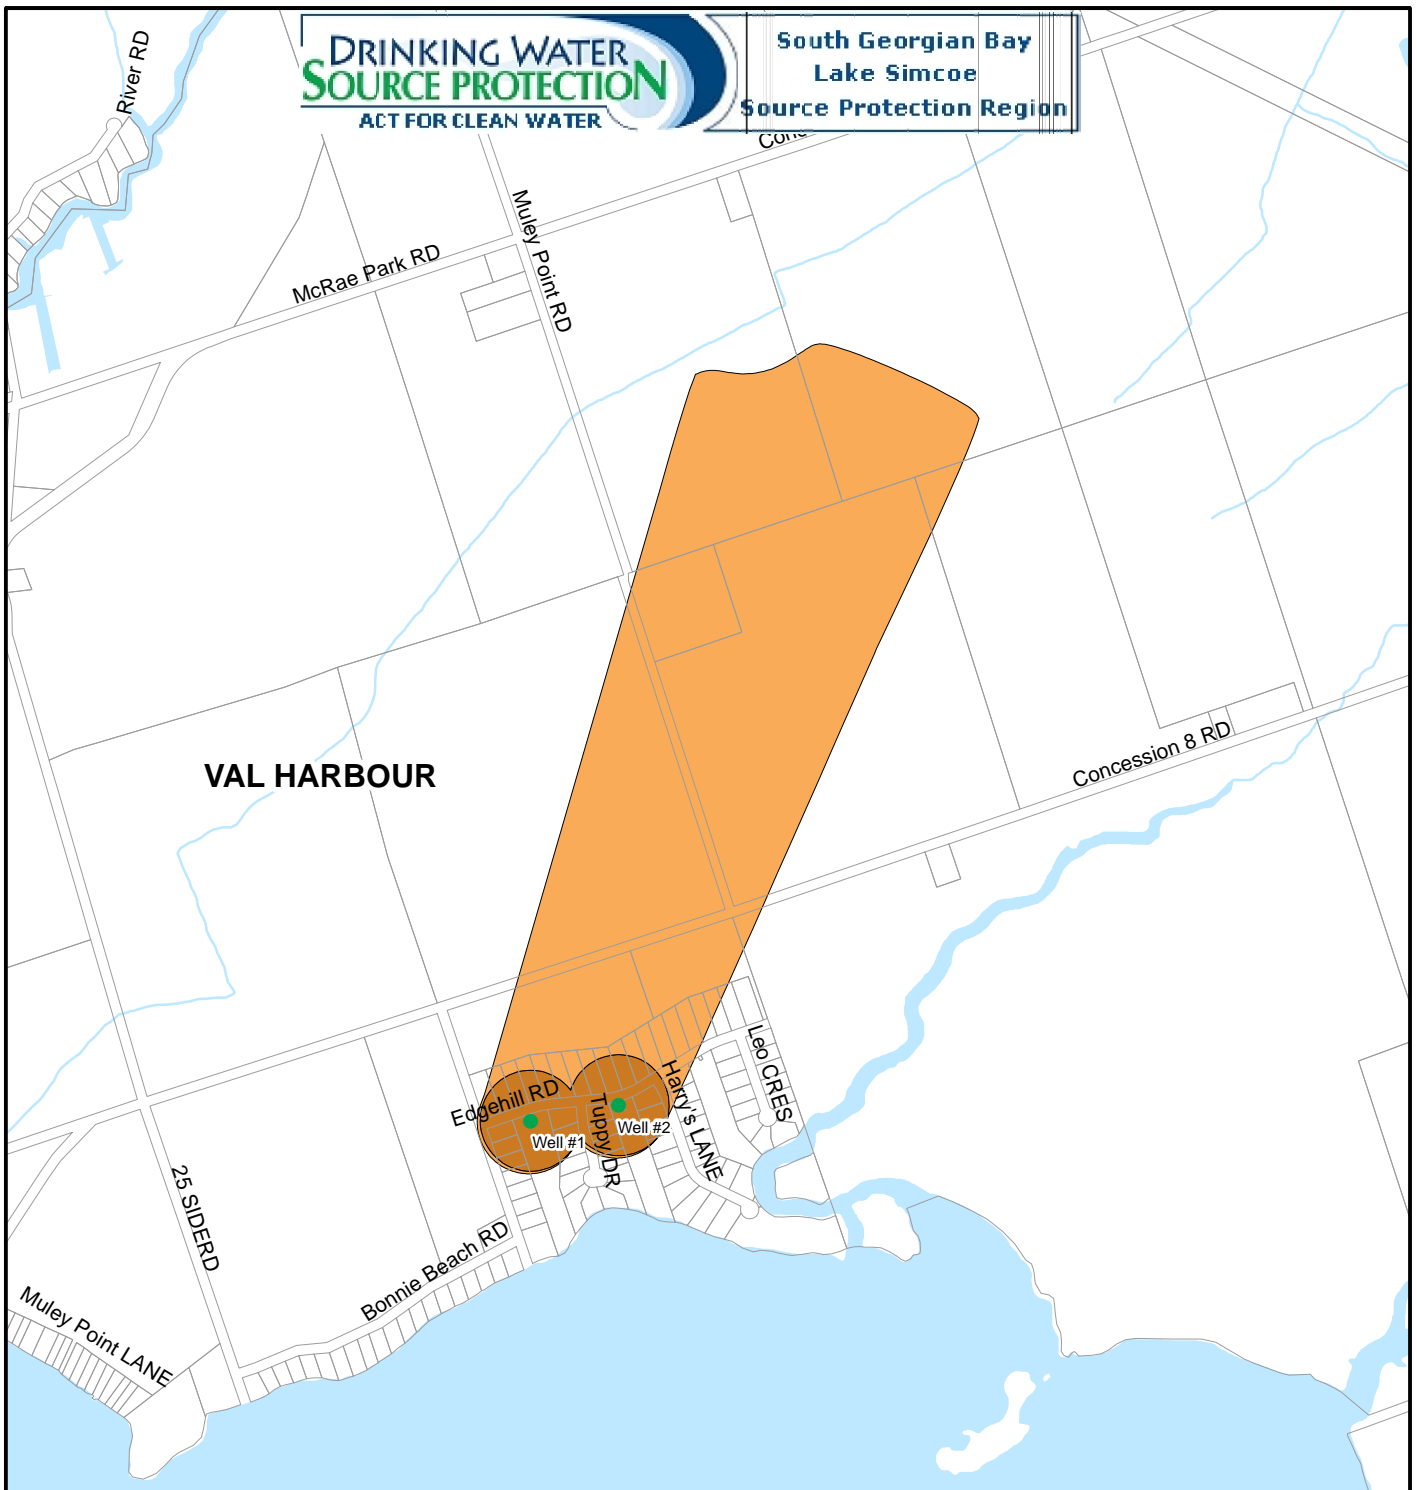 DRINKING WATER
SOURCE PROTECTION
ACT FOR CLEAN WATER
South Georgian Bay
Lake Simcoe
Source Protection Region
River RD
Muley Point RD
McRae Park RD
VAL HARBOUR
Concession 8 RD
Edgehill RD
Well #1
Tuppy DR
Well #2
Harry's LANE
Leo CRES
25 SIDERD
Bonnie Beach RD
Muley Point LANE